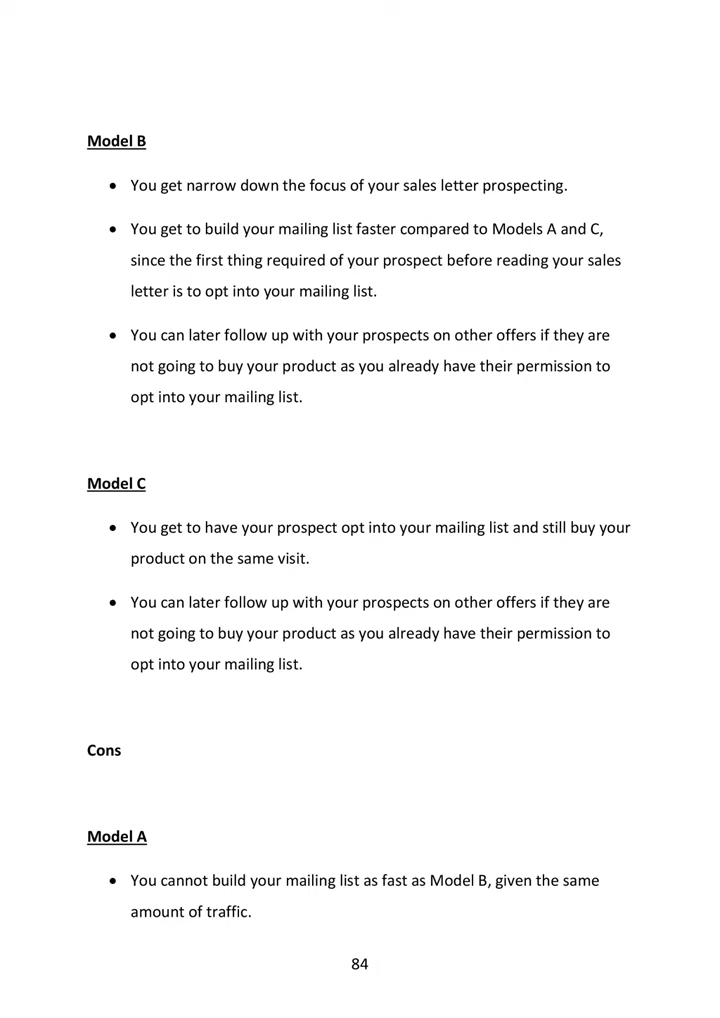 Model B
• You get narrow down the focus of your sales letter prospecting.
• You get to build your mailing list faster compared to Models A and C,
since the first thing required of your prospect before reading your sales
letter is to opt into your mailing list.
• You can later follow up with your prospects on other offers if they are
not going to buy your product as you already have their permission to
opt into your mailing list.
Model C
• You get to have your prospect opt into your mailing list and still buy your
product on the same visit.
• You can later follow up with your prospects on other offers if they are
not going to buy your product as you already have their permission to
opt into your mailing list.
Cons
Model A
• You cannot build your mailing list as fast as Model B, given the same
amount of traffic.
84